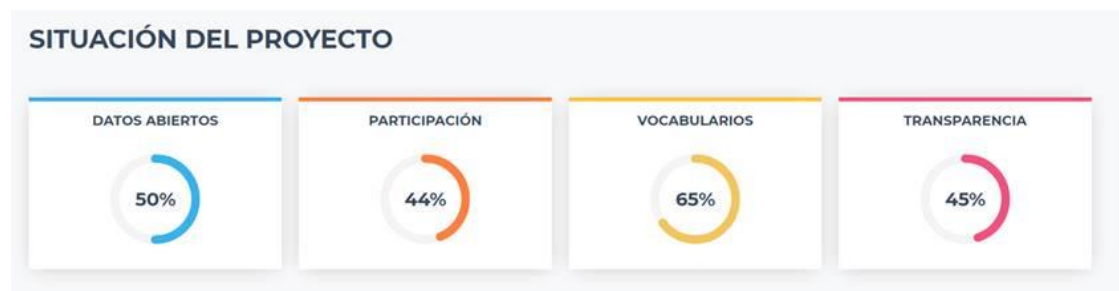 SITUACIÓN DEL PROYECTO
DATOS ABIERTOS
50%
PARTICIPACIÓN
44%
VOCABULARIOS
65%
TRANSPARENCIA
45%